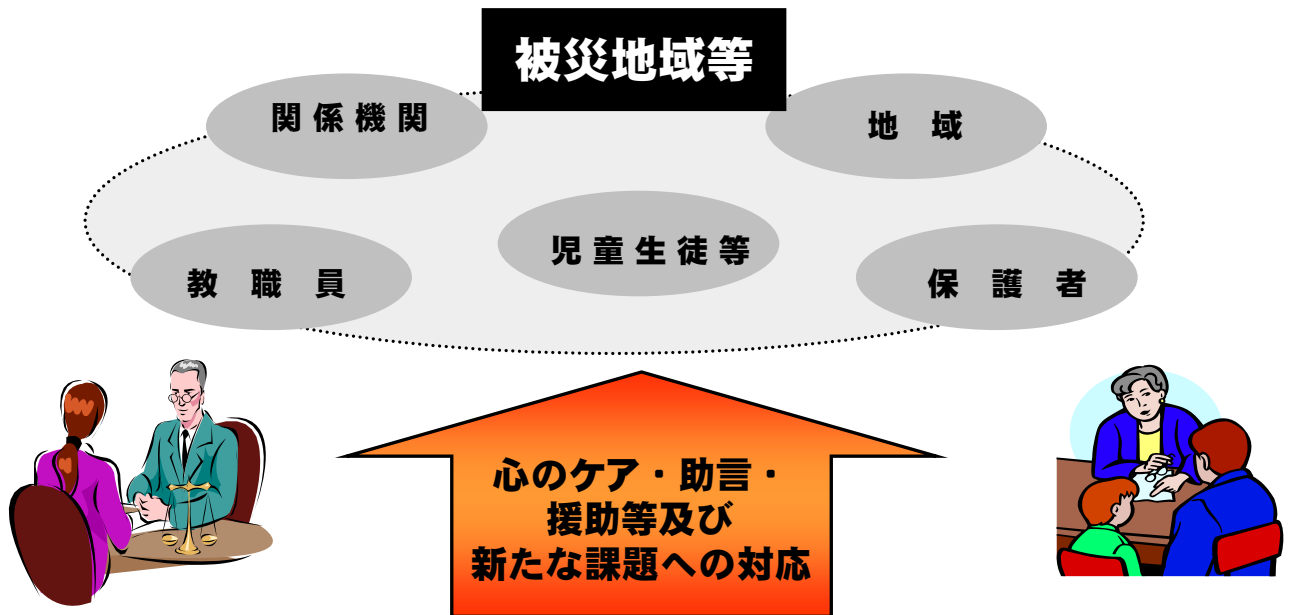 被災地域等
関係機関
地　域
児童生徒等
教　職　員
保　護　者
心のケア・助言・
援助等及び
新たな課題への対応